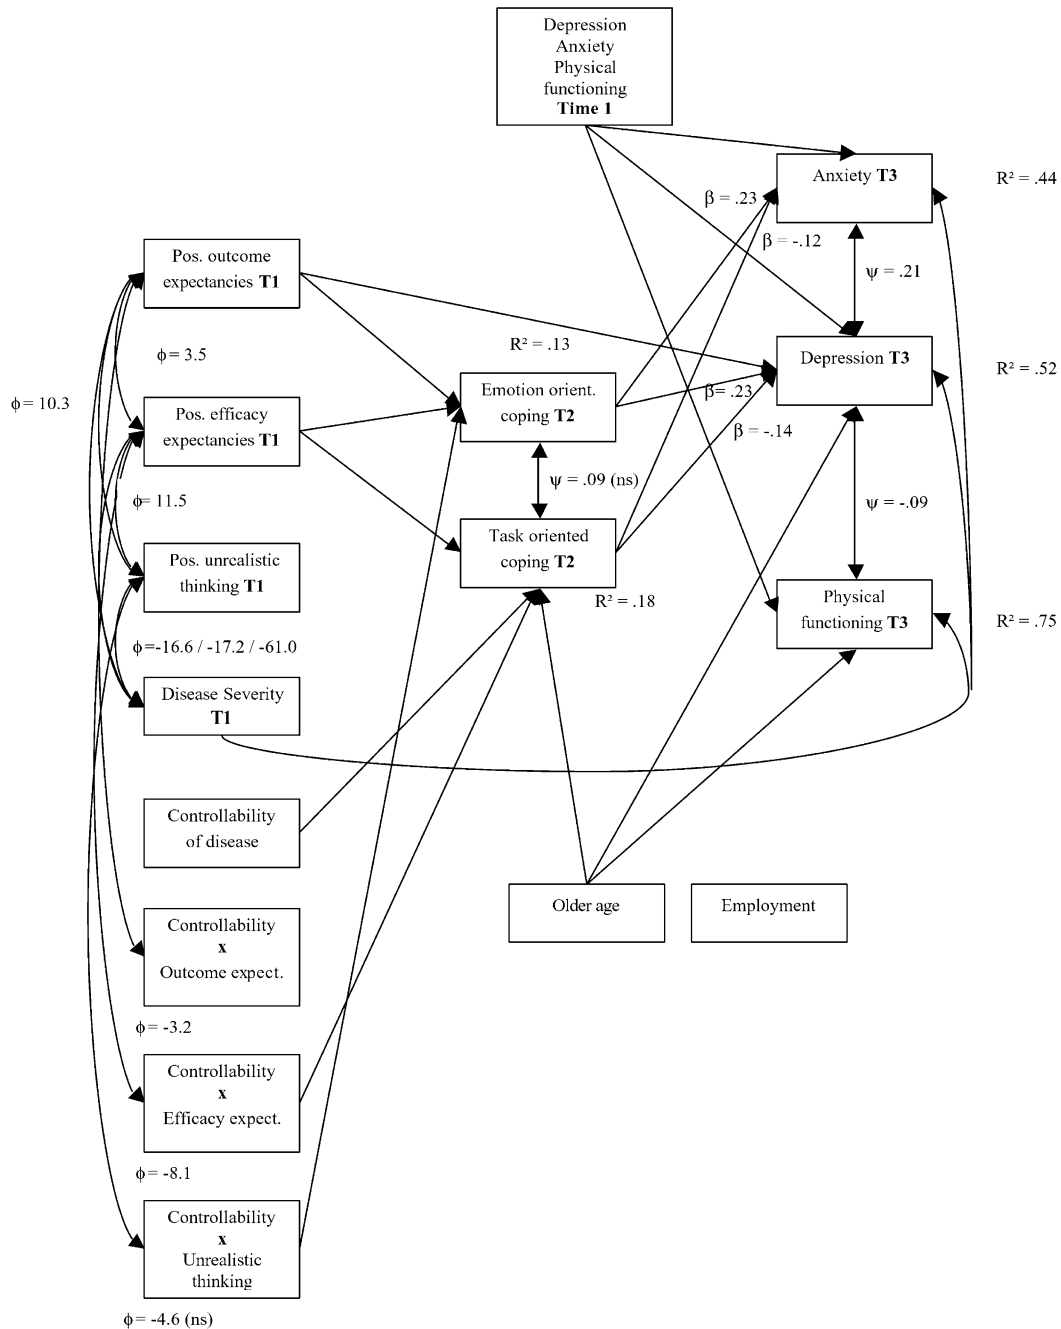 Depression
Anxiety
Physical
functioning
Time 1
Anxiety T3
R² = .44
β = .23
β = -.12
Pos. outcome
expectancies T1
ψ = .21
R² = .13
ϕ = 3.5
Depression T3
R² = .52
Emotion orient.
coping T2
β = .23
ϕ = 10.3
Pos. efficacy
expectancies T1
β = -.14
ψ = .09 (ns)
ϕ = 11.5
ψ = -.09
Task oriented
coping T2
Pos. unrealistic
thinking T1
R² = .18
Physical
functioning T3
R² = .75
ϕ=-16.6 / -17.2 / -61.0
Disease Severity
T1
Controllability
of disease
Older age
Employment
Controllability
x
Outcome expect.
ϕ = -3.2
Controllability
x
Efficacy expect.
ϕ = -8.1
Controllability
x
Unrealistic
thinking
ϕ = -4.6 (ns)